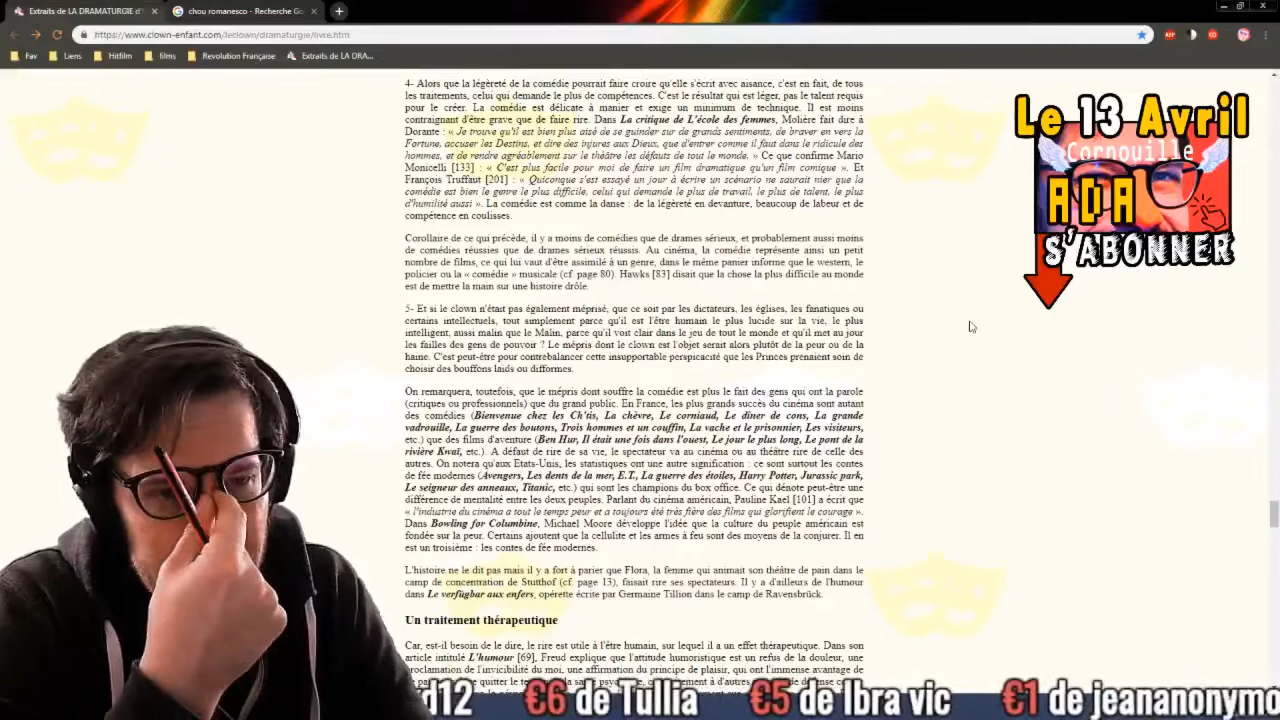 Extraits de LA DRAMATURGIE d'
chou romanesco - Recherche Go
https://www.clown-enfant.com/leclown/dramaturgie/livre.htm
Fav
Liens
Hitfilm
films
Revolution Française
Extraits de LA DRA...
4- Alors que la légèreté de la comédie pourrait faire croire qu'elle s'écrit avec aisance, c'est en fait, de tous
les traitements, celui qui demande le plus de compétences. C'est le résultat qui est léger, pas le talent requis
pour le créer. La comédie est délicate à manier et exige un minimum de technique. Il est moins
contraignant d'être grave que de faire rire. Dans La critique de L'école des femmes, Molière fait dire à
Dorante : « Je trouve qu'il est bien plus aisé de se guinder sur de grands sentiments, de braver en vers la
Fortune, accuser les Destins, et dire des injures aux Dieux, que d'entrer comme il faut dans le ridicule des
hommes, et de rendre agréablement sur le théâtre les défauts de tout le monde. » Ce que confirme Mario
Monicelli [133] : « C'est plus facile pour moi de faire un film dramatique qu'un film comique ». Et
François Truffaut [201] : « Quiconque s'est essayé un jour à écrire un scénario ne saurait nier que la
comédie est bien le genre le plus difficile, celui qui demande le plus de travail, le plus de talent, le plus
d'humilité aussi ». La comédie est comme la danse : de la légèreté en devanture, beaucoup de labeur et de
compétence en coulisses.
Corollaire de ce qui précède, il y a moins de comédies que de drames sérieux, et probablement aussi moins
de comédies réussies que de drames sérieux réussis. Au cinéma, la comédie représente ainsi un petit
nombre de films, ce qui lui vaut d'être assimilé à un genre, dans le même panier informe que le western, le
policier ou la « comédie » musicale (cf. page 80). Hawks [83] disait que la chose la plus difficile au monde
est de mettre la main sur une histoire drôle.
5- Et si le clown n'était pas également méprisé, que ce soit par les dictateurs, les églises, les fanatiques ou
certains intellectuels, tout simplement parce qu'il est l'être humain le plus lucide sur la vie, le plus
intelligent, aussi malin que le Malin, parce qu'il voit clair dans le jeu de tout le monde et qu'il met au jour
les failles des gens de pouvoir ? Le mépris dont le clown est l'objet serait alors plutôt de la peur ou de la
haine. C'est peut-être pour contrebalancer cette insupportable perspicacité que les Princes prenaient soin de
choisir des bouffons laids ou difformes.
On remarquera, toutefois, que le mépris dont souffre la comédie est plus le fait des gens qui ont la parole
(critiques ou professionnels) que du grand public. En France, les plus grands succès du cinéma sont autant
des comédies (Bienvenue chez les Ch'tis, La chèvre, Le corniaud, Le dîner de cons, La grande
vadrouille, La guerre des boutons, Trois hommes et un couffin, La vache et le prisonnier, Les visiteurs,
etc.) que des films d'aventure (Ben Hur, Il était une fois dans l'ouest, Le jour le plus long, Le pont de la
rivière Kwaï, etc.). A défaut de rire de sa vie, le spectateur va au cinéma ou au théâtre rire de celle des
autres. On notera qu'aux Etats-Unis, les statistiques ont une autre signification : ce sont surtout les contes
de fée modernes (Avengers, Les dents de la mer, E.T., La guerre des étoiles, Harry Potter, Jurassic park,
Le seigneur des anneaux, Titanic, etc.) qui sont les champions du box office. Ce qui dénote peut-être une
différence de mentalité entre les deux peuples. Parlant du cinéma américain, Pauline Kael [101] a écrit que
« l'industrie du cinéma a tout le temps peur et a toujours été très fière des films qui glorifient le courage ».
Dans Bowling for Columbine, Michael Moore développe l'idée que la culture du peuple américain est
fondée sur la peur. Certains ajoutent que la cellulite et les armes à feu sont des moyens de la conjurer. Il en
est un troisième : les contes de fée modernes.
L'histoire ne le dit pas mais il y a fort à parier que Flora, la femme qui animait son théâtre de pain dans le
camp de concentration de Stutthof (cf. page 13), faisait rire ses spectateurs. Il y a d'ailleurs de l'humour
dans Le verfügbar aux enfers, opérette écrite par Germaine Tillion dans le camp de Ravensbrück.
Un traitement thérapeutique
Car, est-il besoin de le dire, le rire est utile à l'être humain, sur lequel il a un effet thérapeutique. Dans son
article intitulé L'humour [69], Freud explique que l'attitude humoristique est un refus de la douleur, une
proclamation de l'invincibilité du moi, une affirmation du principe de plaisir, qui ont l'immense avantage de
Le 13 Avril
Cornouille
ADA
S'ABONNER
d12 €6 de Tullia €5 de Ibra vic €1 de jeananonymo